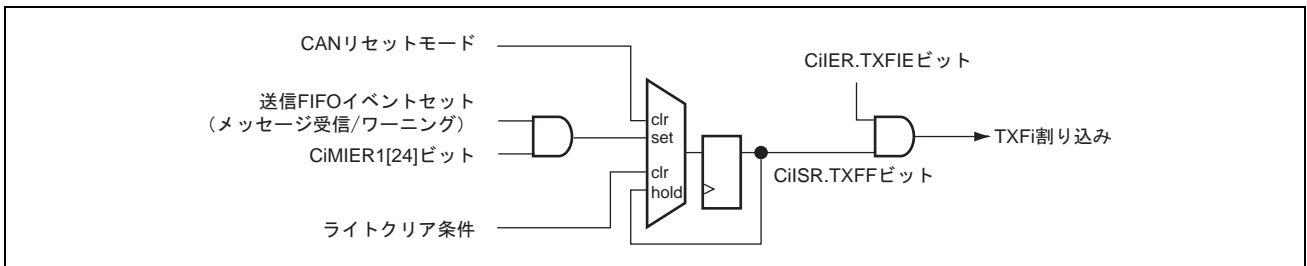 CANリセットモード
送信FIFOイベントセット
（メッセージ受信/ワーニング）
CiMIER1[24]ビット
ライトクリア条件
clr
set
clr
hold
CiIER.TXFIEビット
CiISR.TXFFビット
TXFi割り込み